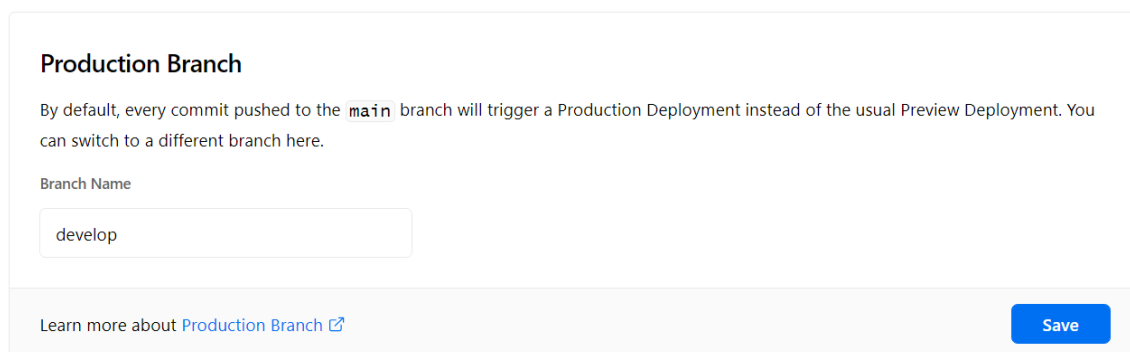 Production Branch
By default, every commit pushed to the main branch will trigger a Production Deployment instead of the usual Preview Deployment. You
can switch to a different branch here.
Branch Name
develop
Learn more about Production Branch
Save